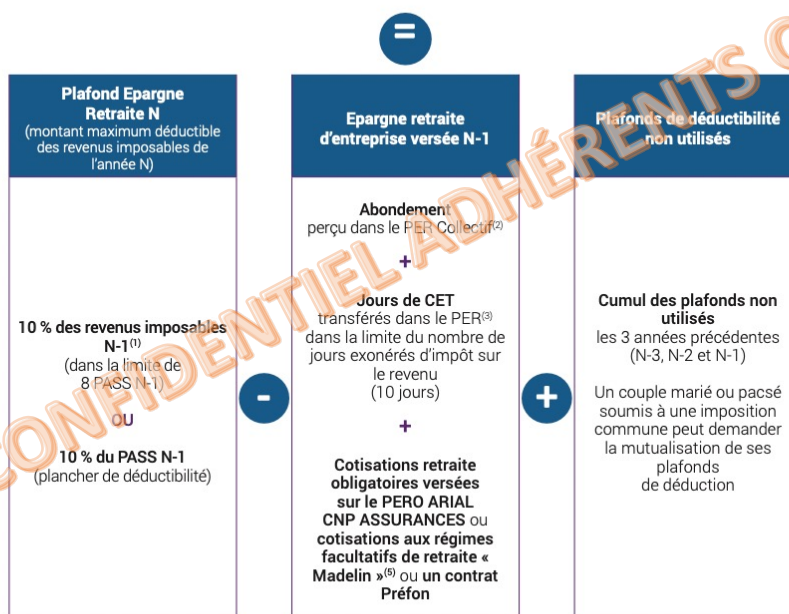 =
Plafond Epargne
Retraite N
(montant maximum déductible
des revenus imposables de
l'année N)
10 % des revenus imposables
N-1(1)
(dans la limite de
8 PASS N-1)
OU
10 % du PASS N-1
(plancher de déductibilité)
-
Epargne retraite
d'entreprise versée N-1
Abondement
perçu dans le PER Collectif(2)
+
Jours de CET
transférés dans le PER(3)
dans la limite du nombre de
jours exonérés d'impôt sur
le revenu
(10 jours)
+
Cotisations retraite
obligatoires versées
sur le PERO ARIAL
CNP ASSURANCES ou
cotisations aux régimes
facultatifs de retraite «
Madelin »(5) ou un contrat
Préfon
+
Plafonds de déductibilité
non utilisés
Cumul des plafonds non
utilisés
les 3 années précédentes
(N-3, N-2 et N-1)
Un couple marié ou pacsé
soumis à une imposition
commune peut demander
la mutualisation de ses
plafonds
de déduction
CONFIDENTIEL ADHÉRENTS